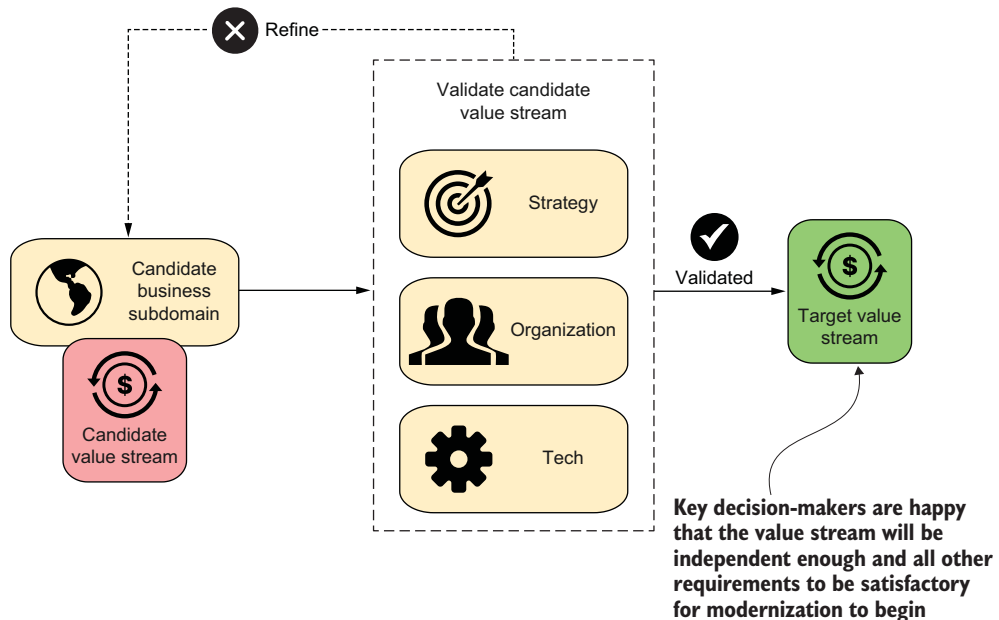 Refine
Validate candidate
value stream
Strategy
Candidate
business
subdomain
Validated
$
Target value
stream
Organization
$
Candidate
value stream
Tech
Key decision-makers are happy
that the value stream will be
independent enough and all other
requirements to be satisfactory
for modernization to begin